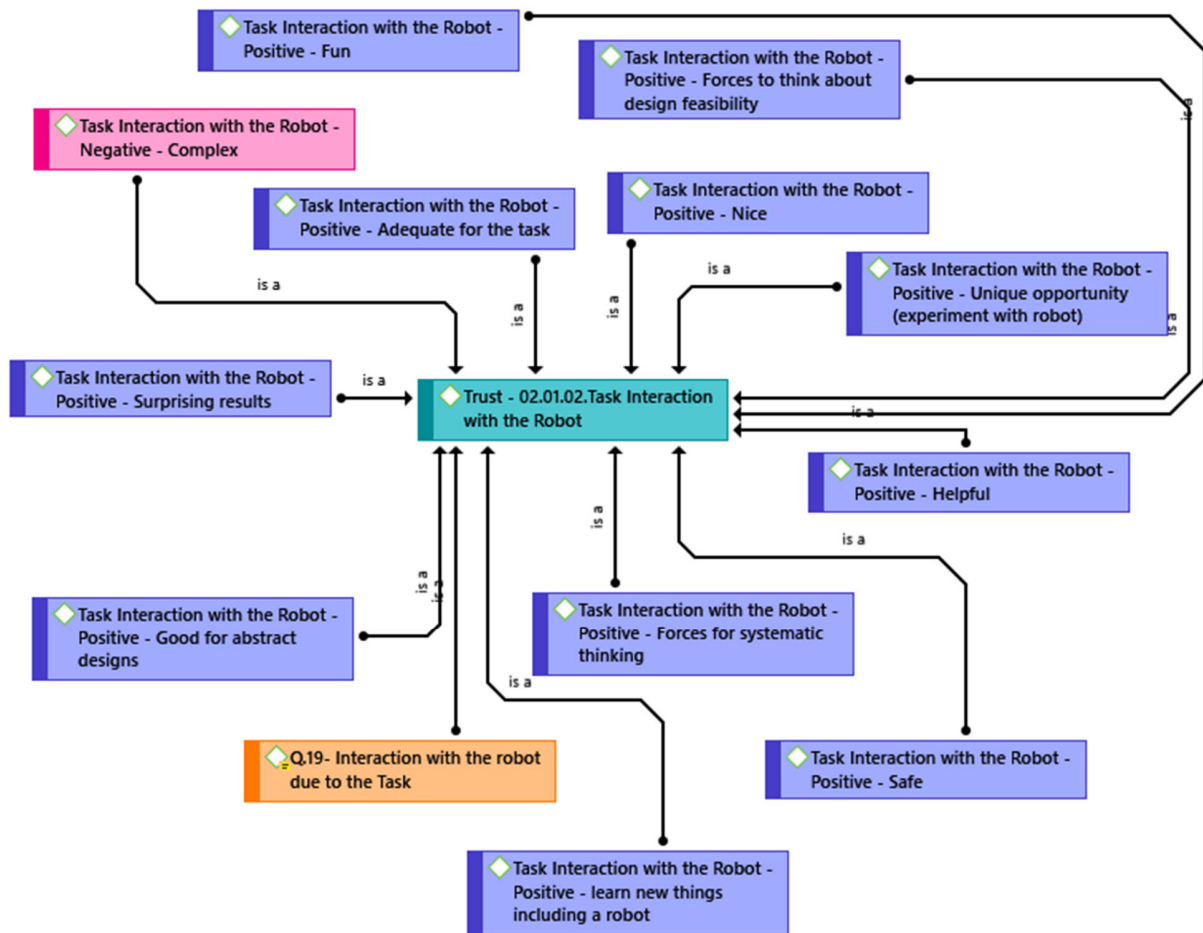 Task Interaction with the Robot -
Positive - Fun
Task Interaction with the Robot -
Positive - Forces to think about
design feasibility
is a
Task Interaction with the Robot -
Negative - Complex
Task Interaction with the Robot -
Positive - Adequate for the task
Task Interaction with the Robot -
Positive - Nice
Task Interaction with the Robot -
Positive - Unique opportunity
(experiment with robot)
is a
is a
is a
is a
is a
Task Interaction with the Robot -
Positive - Surprising results
is a
Trust - 02.01.02.Task Interaction
with the Robot
is a
Task Interaction with the Robot -
Positive - Helpful
is a
is a
is a
is a
Task Interaction with the Robot -
Positive - Good for abstract
designs
Task Interaction with the Robot -
Positive - Forces for systematic
thinking
is a
Q.19- Interaction with the robot
due to the Task
Task Interaction with the Robot -
Positive - Safe
Task Interaction with the Robot -
Positive - learn new things
including a robot